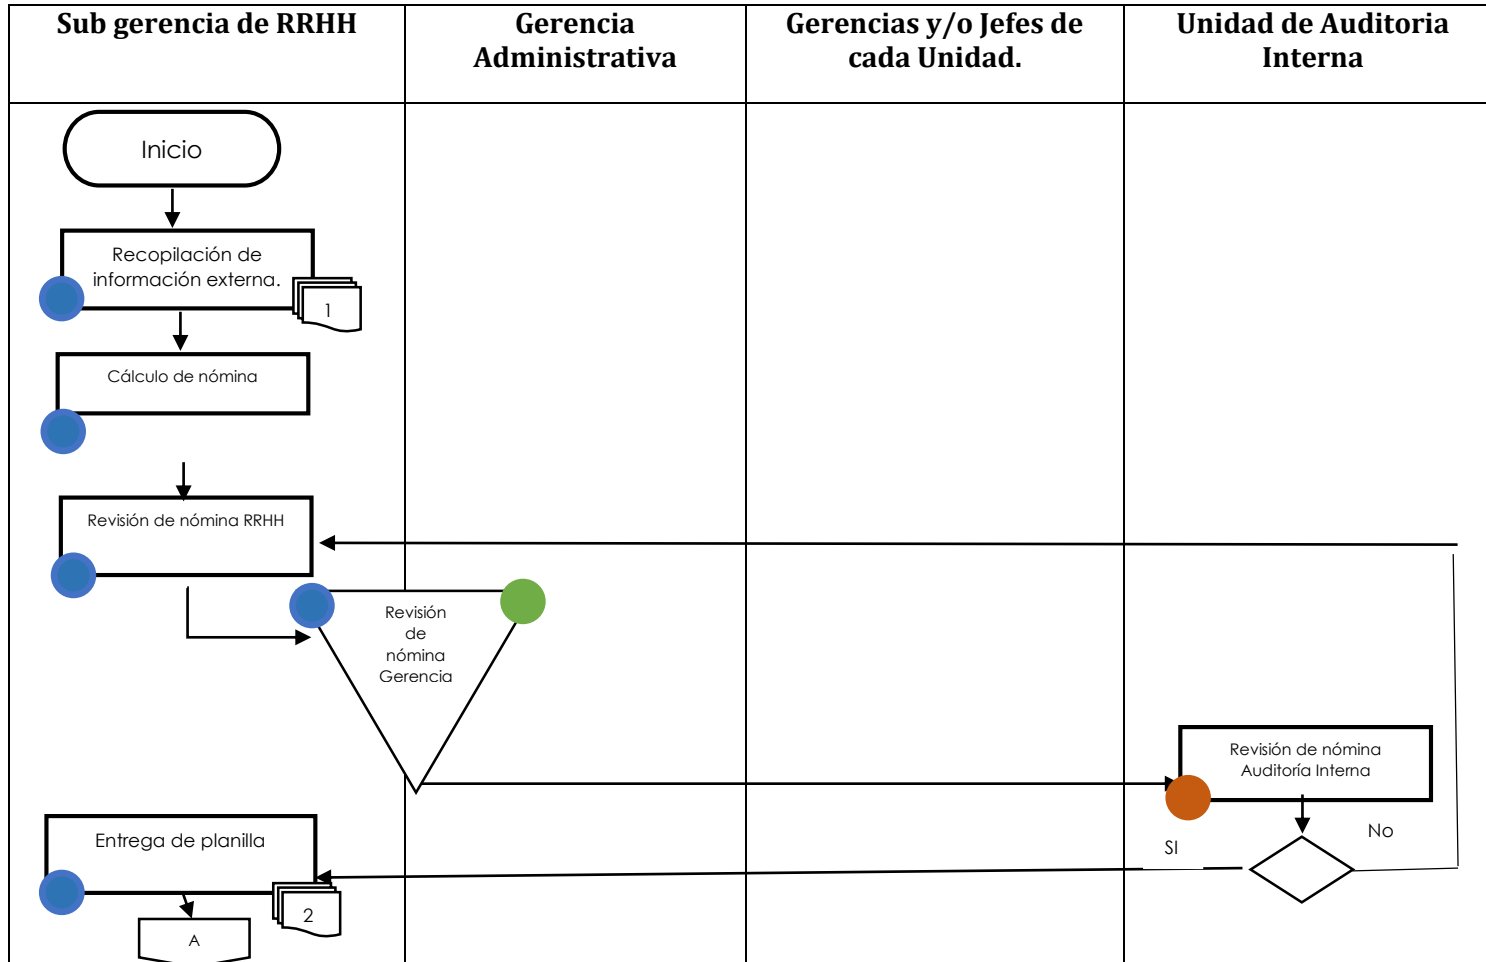 Sub gerencia de RRHH
Gerencia
Administrativa
Gerencias y/o Jefes de
cada Unidad.
Unidad de Auditoria
Interna
Inicio
Recopilación de
información externa.
1
Cálculo de nómina
Revisión de nómina RRHH
Revisión
de
nómina
Gerencia
Revisión de nómina
Auditoría Interna
No
SI
Entrega de planilla
2
A